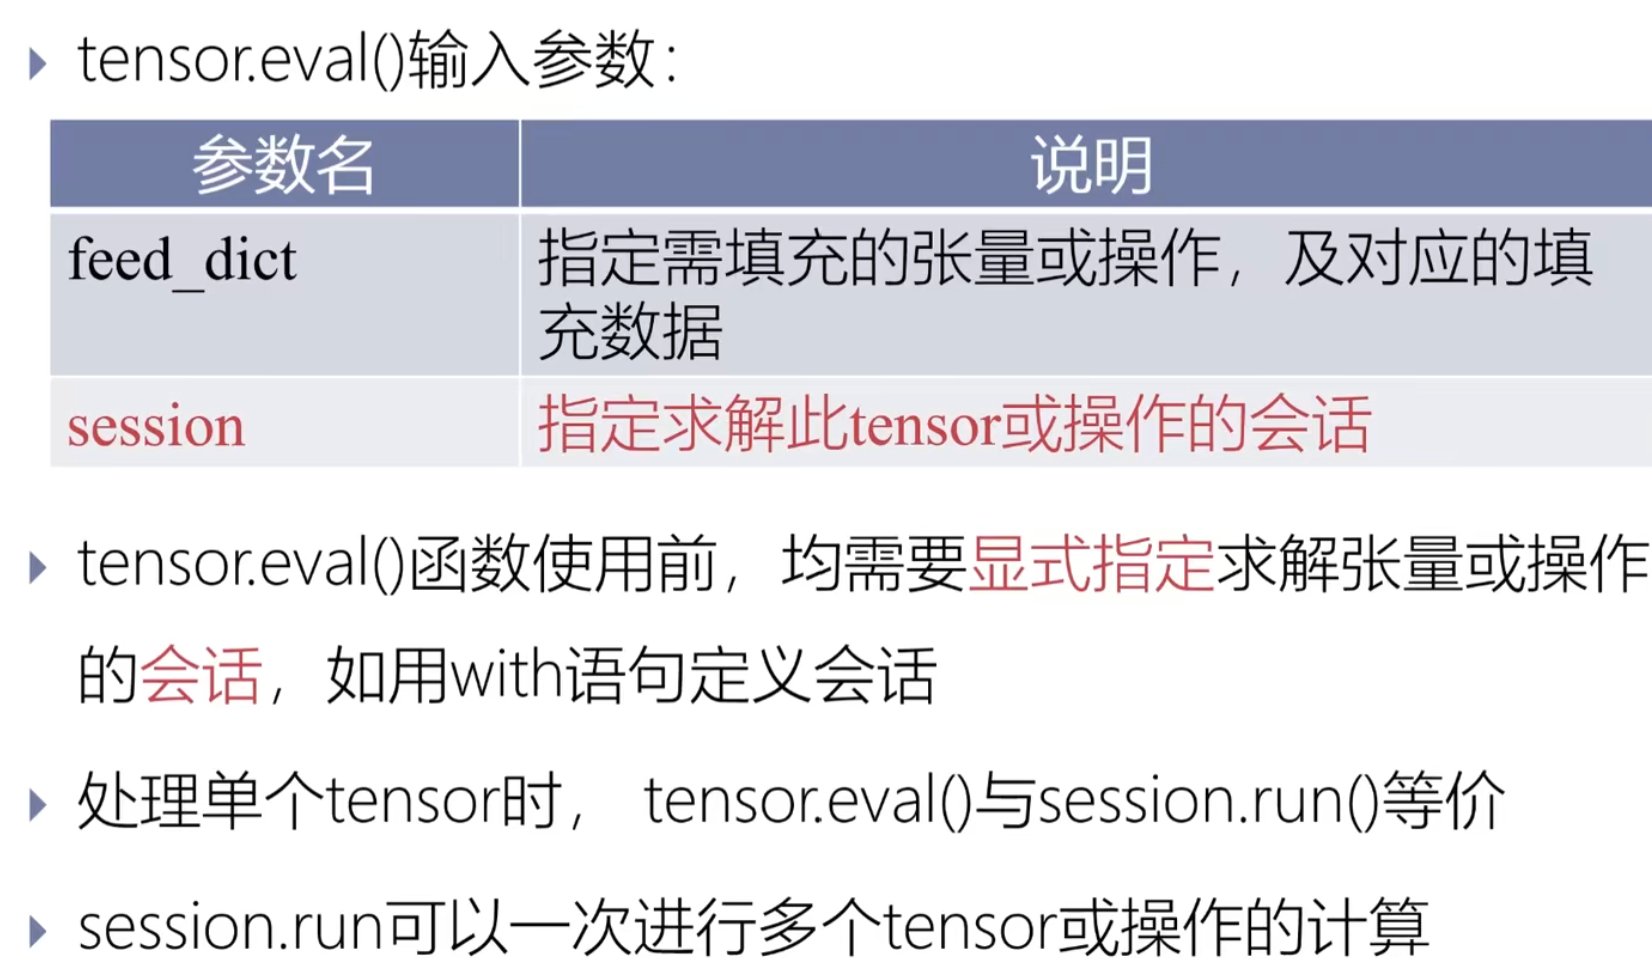 tensor.eval()输入参数：
参数名 说明
feed_dict 指定需填充的张量或操作，及对应的填
充数据
session 指定求解此tensor或操作的会话
tensor.eval()函数使用前，均需要显式指定求解张量或操作
的会话，如用with语句定义会话
处理单个tensor时， tensor.eval()与session.run()等价
session.run可以一次进行多个tensor或操作的计算